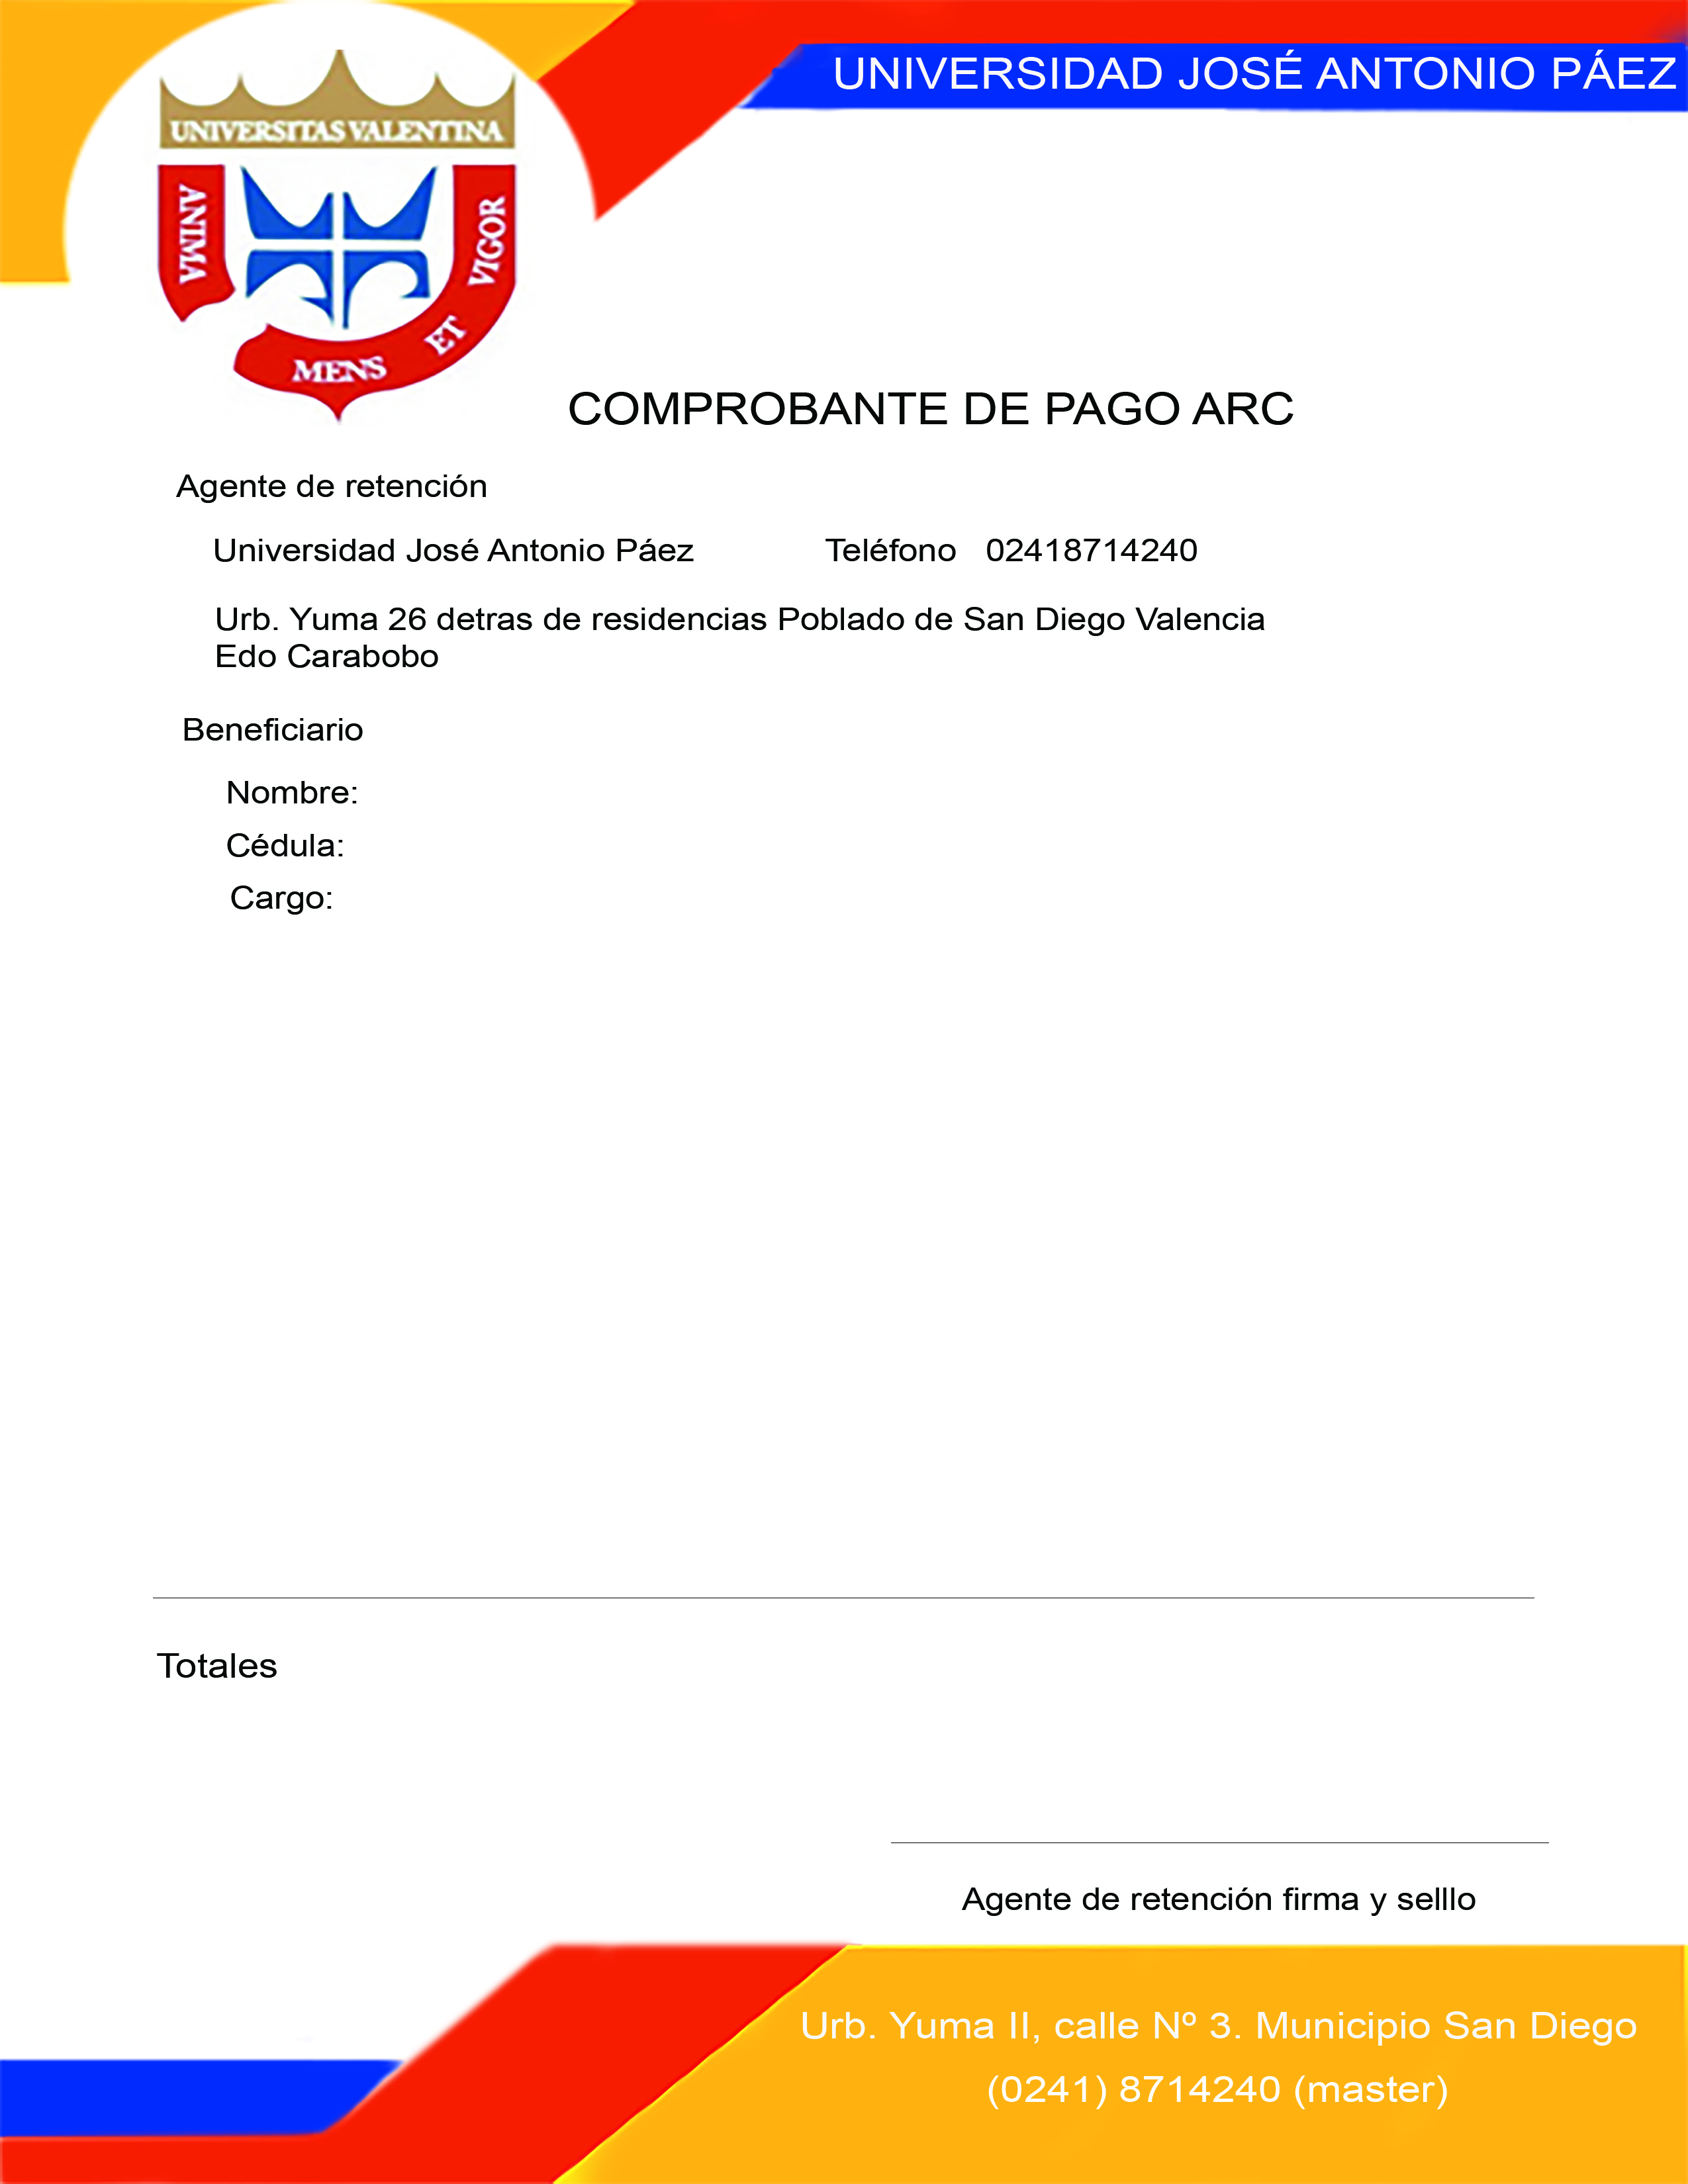 UNIVERSIDAD JOSÉ ANTONIO PÁEZ
UNIVERSITAS VALENTINA
ANIMA
MENS
ET
VIGOR
COMPROBANTE DE PAGO ARC
Agente de retención
Universidad José Antonio Páez Teléfono 02418714240
Urb. Yuma 26 detras de residencias Poblado de San Diego Valencia
Edo Carabobo
Beneficiario
Nombre:
Cédula:
Cargo:
Totales
Agente de retención firma y selllo
Urb. Yuma II, calle Nº 3. Municipio San Diego
(0241) 8714240 (master)